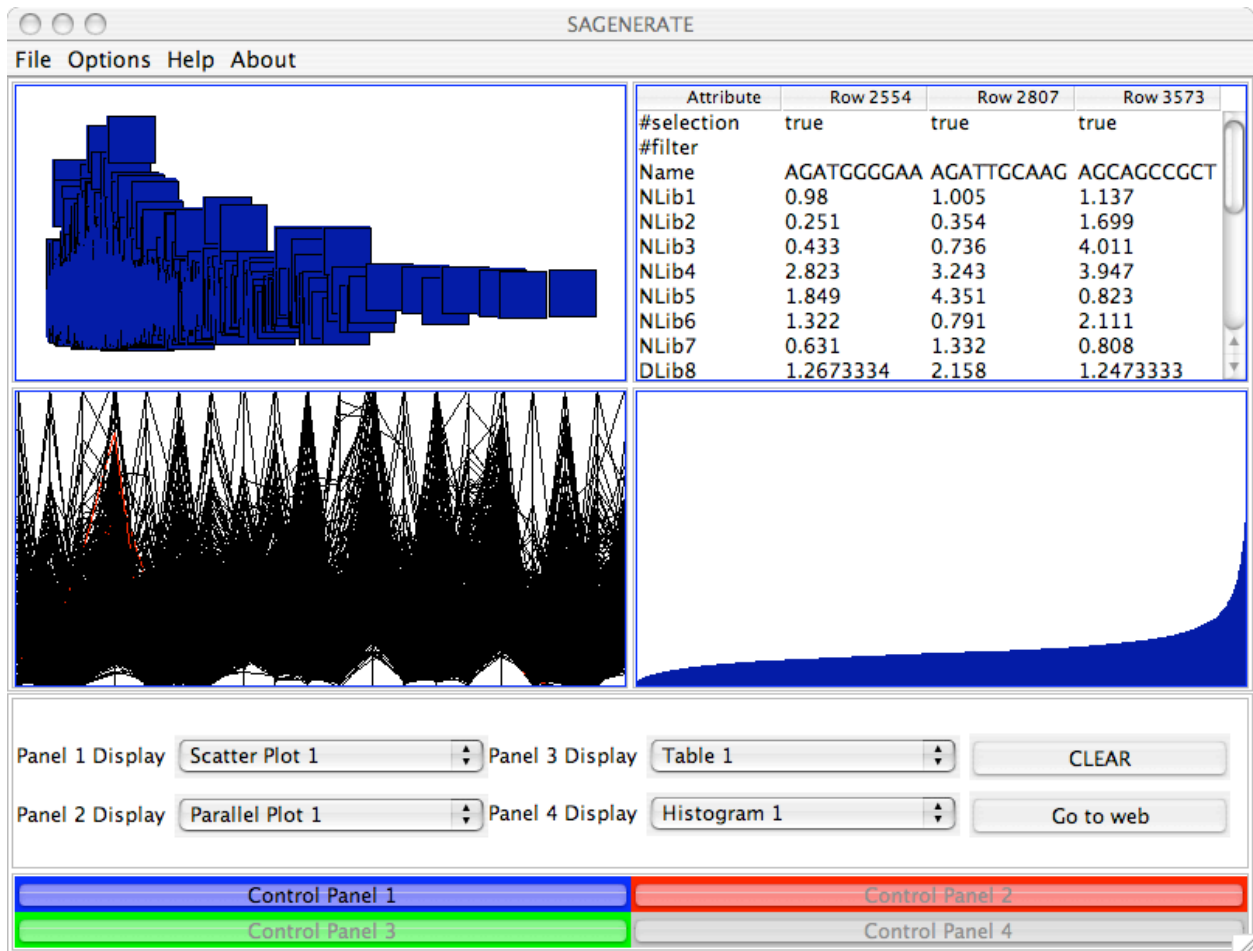 SAGENERATE
File Options Help About
Attribute Row 2554 Row 2807 Row 3573
#selection true true true
#filter
Name AGATGGGGAA AGATTGCAAG AGCAGCCGCT
NLib1 0.98 1.005 1.137
NLib2 0.251 0.354 1.699
NLib3 0.433 0.736 4.011
NLib4 2.823 3.243 3.947
NLib5 1.849 4.351 0.823
NLib6 1.322 0.791 2.111
NLib7 0.631 1.332 0.808
DLib8 1.2673334 2.158 1.2473333
Panel 1 Display Scatter Plot 1 Panel 3 Display Table 1 CLEAR
Panel 2 Display Parallel Plot 1 Panel 4 Display Histogram 1 Go to web
Control Panel 1 Control Panel 2
Control Panel 3 Control Panel 4